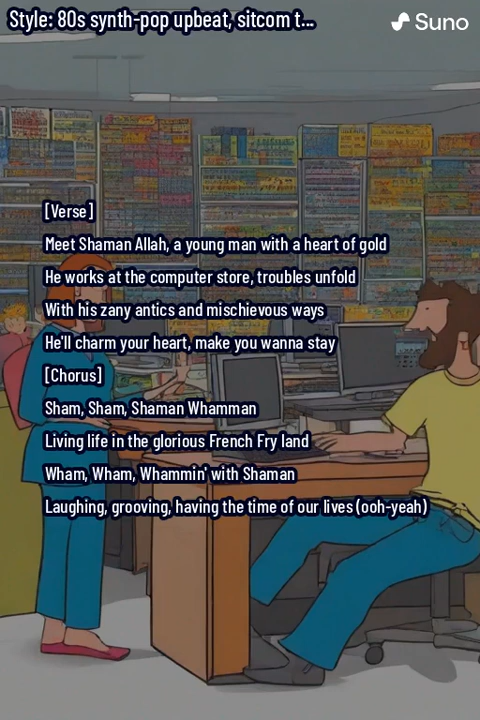 Style: 80s synth-pop upbeat, sitcom t...
Suno
[Verse]
Meet Shaman Allah, a young man with a heart of gold
He works at the computer store, troubles unfold
With his zany antics and mischievous ways
He'll charm your heart, make you wanna stay
[Chorus]
Sham, Sham, Shaman Whamman
Living life in the glorious French Fry land
Wham, Wham, Whammin' with Shaman
Laughing, grooving, having the time of our lives (ooh-yeah)